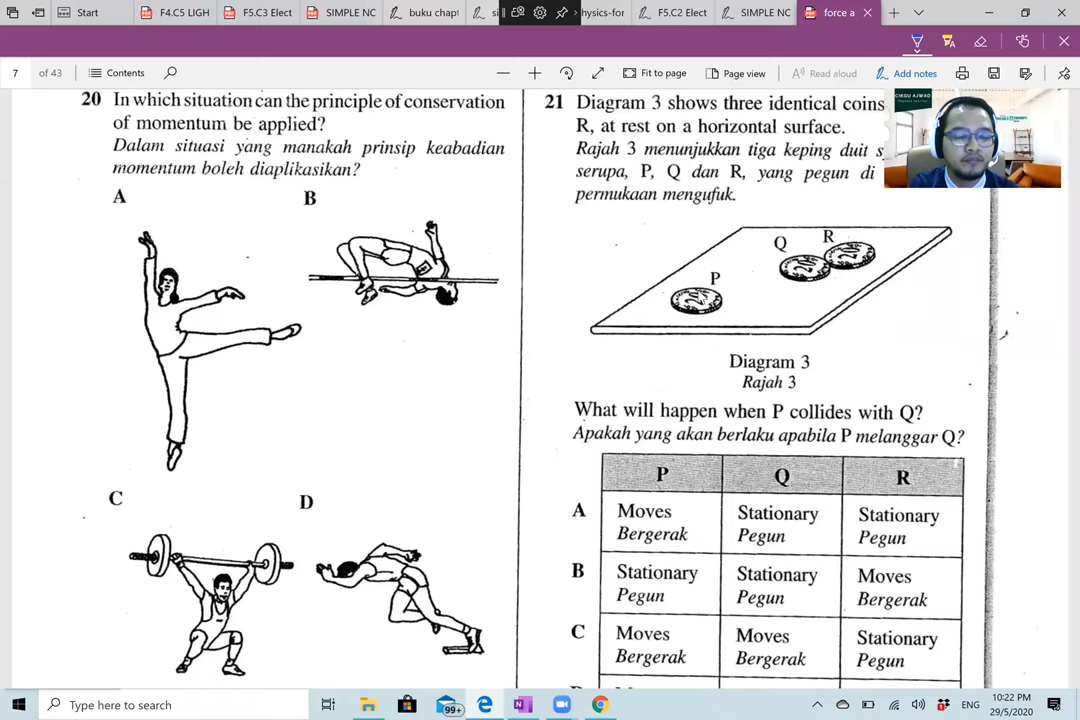 Start
F4.C5 LIGH
F5.C3 Elect
SIMPLE NC
buku chapt
hysics-for
F5.C2 Elect
SIMPLE NC
force a
7 of 43
Contents
Fit to page
Page view
Read aloud
Add notes
20 In which situation can the principle of conservation
of momentum be applied?
Dalam situasi yang manakah prinsip keabadian
momentum boleh diaplikasikan?
A
B
C
D
21 Diagram 3 shows three identical coins
R, at rest on a horizontal surface.
Rajah 3 menunjukkan tiga keping duit s
serupa, P, Q dan R, yang pegun di
permukaan mengufuk.
CIKGU AJWAD
P
Q
R
20
20
20
Diagram 3
Rajah 3
What will happen when P collides with Q?
Apakah yang akan berlaku apabila P melanggar Q?
P Q R
A Moves Stationary Stationary
Bergerak Pegun Pegun
B Stationary Stationary Moves
Pegun Pegun Bergerak
C Moves Moves Stationary
Bergerak Bergerak Pegun
Type here to search
99+
ENG
10:22 PM
29/5/2020